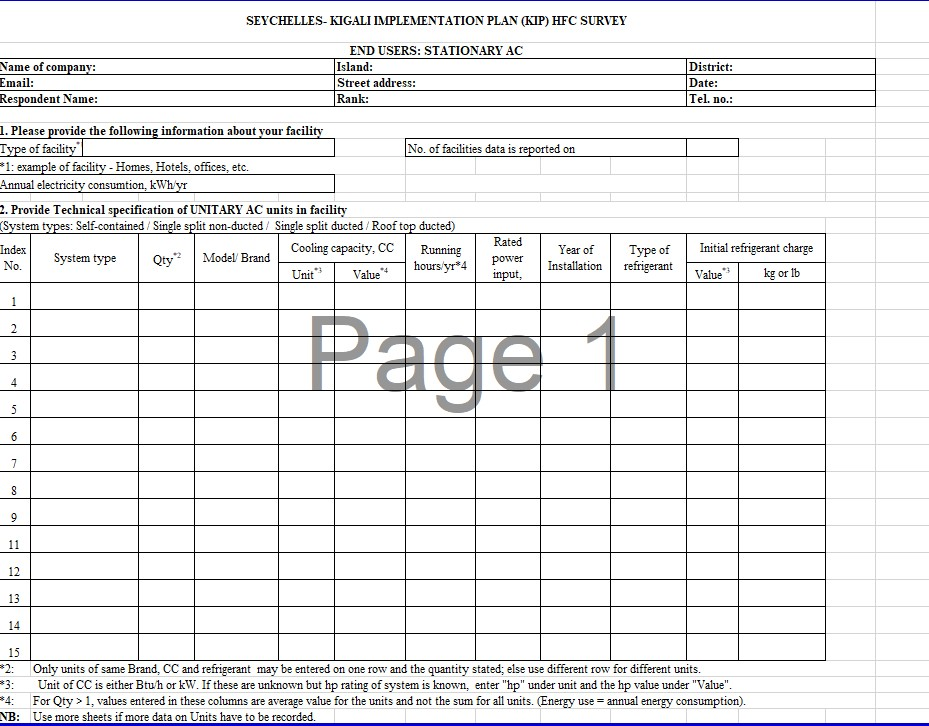 SEYCHELLES- KIGALI IMPLEMENTATION PLAN (KIP) HFC SURVEY
END USERS: STATIONARY AC
Name of company: Island: District:
Email: Street address: Date:
Respondent Name: Rank: Tel. no.:
1. Please provide the following information about your facility
Type of facility*¹ No. of facilities data is reported on
*1: example of facility - Homes, Hotels, offices, etc.
Annual electricity consumtion, kWh/yr
2. Provide Technical specification of UNITARY AC units in facility
(System types: Self-contained / Single split non-ducted / Single split ducted / Roof top ducted)
Index No. System type Qty*² Model/ Brand Cooling capacity, CC Running hours/yr*4 Rated power input, Year of Installation Type of refrigerant Initial refrigerant charge
Unit*³ Value*⁴ Value*³ kg or lb
1
2
3
4
5
6
7
8
9
11
12
13
14
15
Page 1
*2: Only units of same Brand, CC and refrigerant may be entered on one row and the quantity stated; else use different row for different units.
*3: Unit of CC is either Btu/h or kW. If these are unknown but hp rating of system is known, enter "hp" under unit and the hp value under "Value".
*4: For Qty > 1, values entered in these columns are average value for the units and not the sum for all units. (Energy use = annual energy consumption).
NB: Use more sheets if more data on Units have to be recorded.